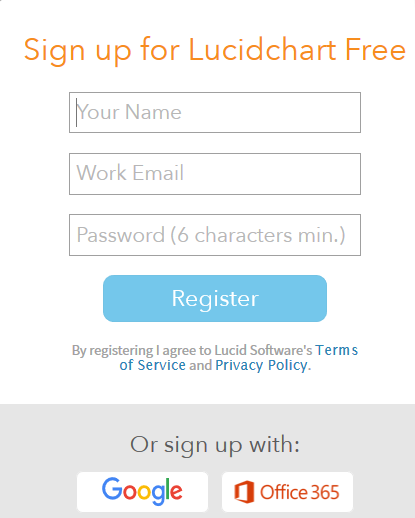 Sign up for Lucidchart Free
Your Name
Work Email
Password (6 characters min.)
Register
By registering I agree to Lucid Software's Terms
of Service and Privacy Policy.
Or sign up with:
Google
Office 365